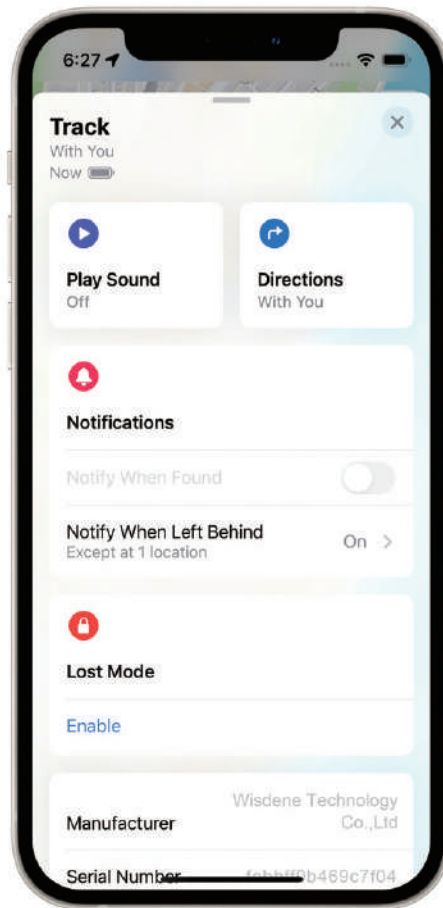 6:27
Track
With You
Now
Play Sound
Off
Directions
With You
Notifications
Notify When Found
Notify When Left Behind
Except at 1 location
On
Lost Mode
Enable
Manufacturer
Wisdene Technology
Co.,Ltd
Serial Number